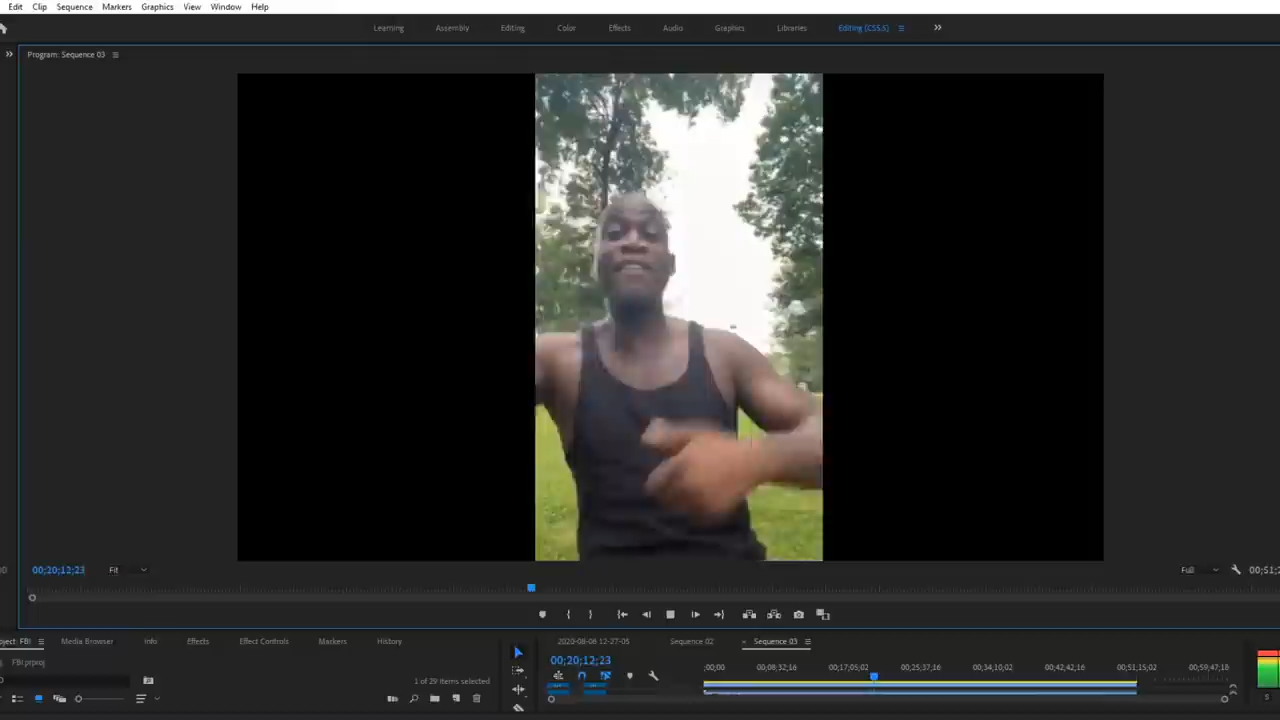 Edit Clip Sequence Markers Graphics View Window Help
Learning Assembly Editing Color Effects Audio Graphics Libraries Editing (CS5.5)
Program: Sequence 03
00;20;12;23 Fit Full
Media Browser Info Effects Effect Controls Markers History
2020-08-08 12-27-05 Sequence 02 × Sequence 03
FBI.prproj
00;20;12;23
;00;00 00;08;32;16 00;17;05;02 00;25;37;16 00;34;10;02 00;42;42;16 00;51;15;02 00;59;47;18
1 of 29 items selected
S